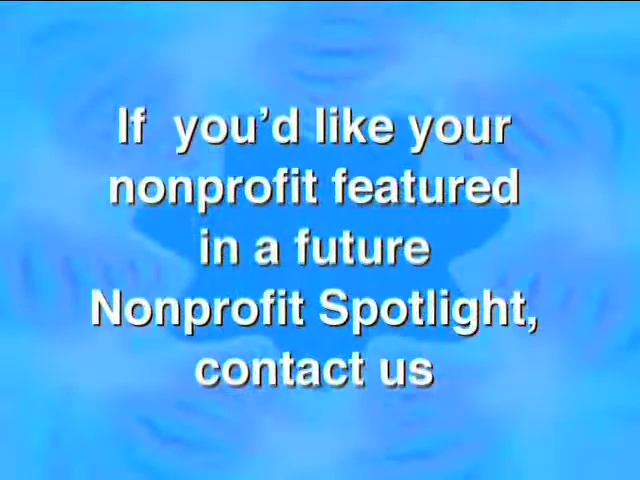 If you’d like your
nonprofit featured
in a future
Nonprofit Spotlight,
contact us